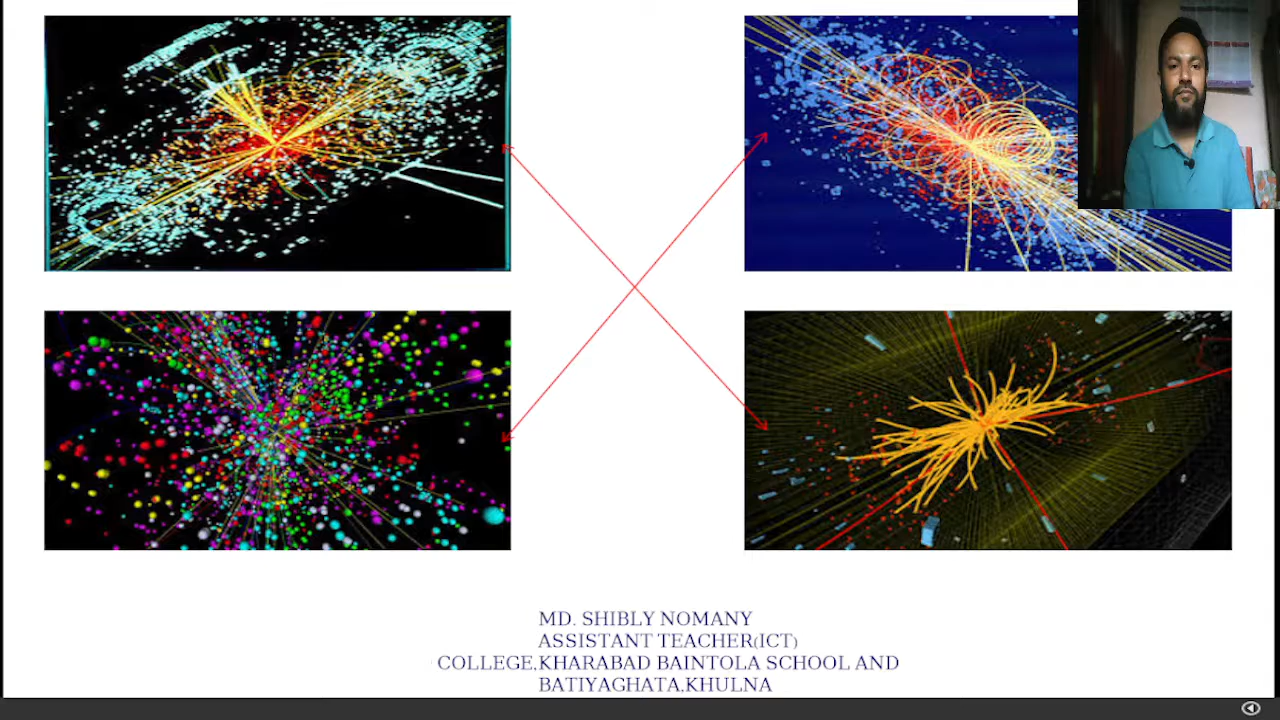 MD. SHIBLY NOMANY
ASSISTANT TEACHER(ICT)
COLLEGE,KHARABAD BAINTOLA SCHOOL AND
BATIYAGHATA,KHULNA